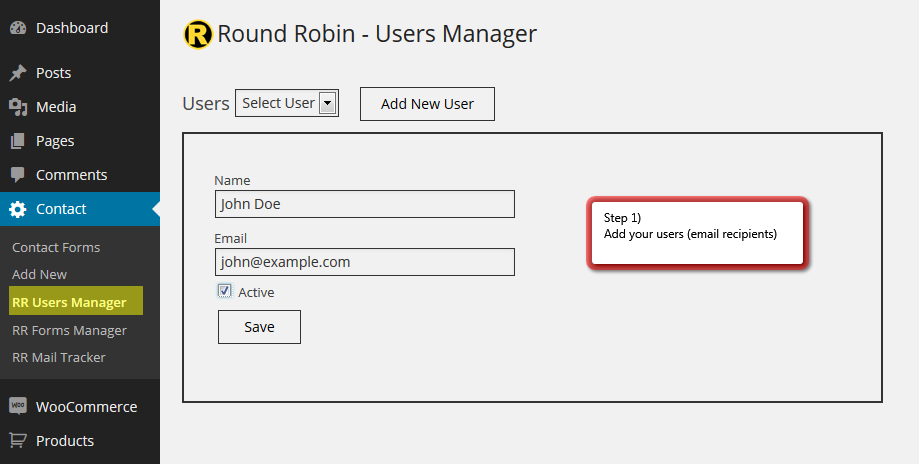 Dashboard
Posts
Media
Pages
Comments
Contact
Contact Forms
Add New
RR Users Manager
RR Forms Manager
RR Mail Tracker
WOO WooCommerce
Products
R Round Robin - Users Manager
Users Select User Add New User
Name
John Doe
Email
john@example.com
Active
Save
Step 1)
Add your users (email recipients)